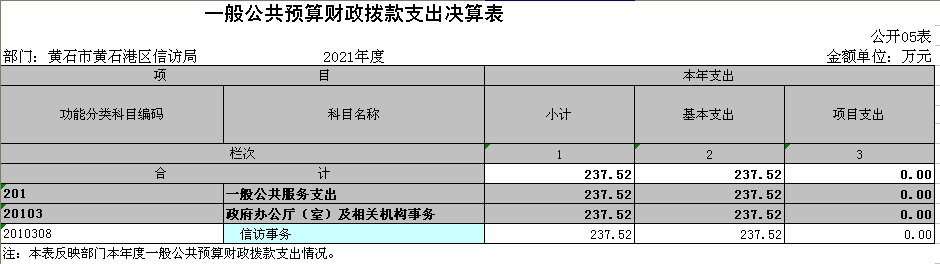 一般公共预算财政拨款支出决算表
公开05表
部门：黄石市黄石港区信访局 2021年度 金额单位：万元
项 目 本年支出
功能分类科目编码 科目名称 小计 基本支出 项目支出
栏次 1 2 3
合 计 237.52 237.52 0.00
201 一般公共服务支出 237.52 237.52 0.00
20103 政府办公厅（室）及相关机构事务 237.52 237.52 0.00
2010308 信访事务 237.52 237.52 0.00
注：本表反映部门本年度一般公共预算财政拨款支出情况。